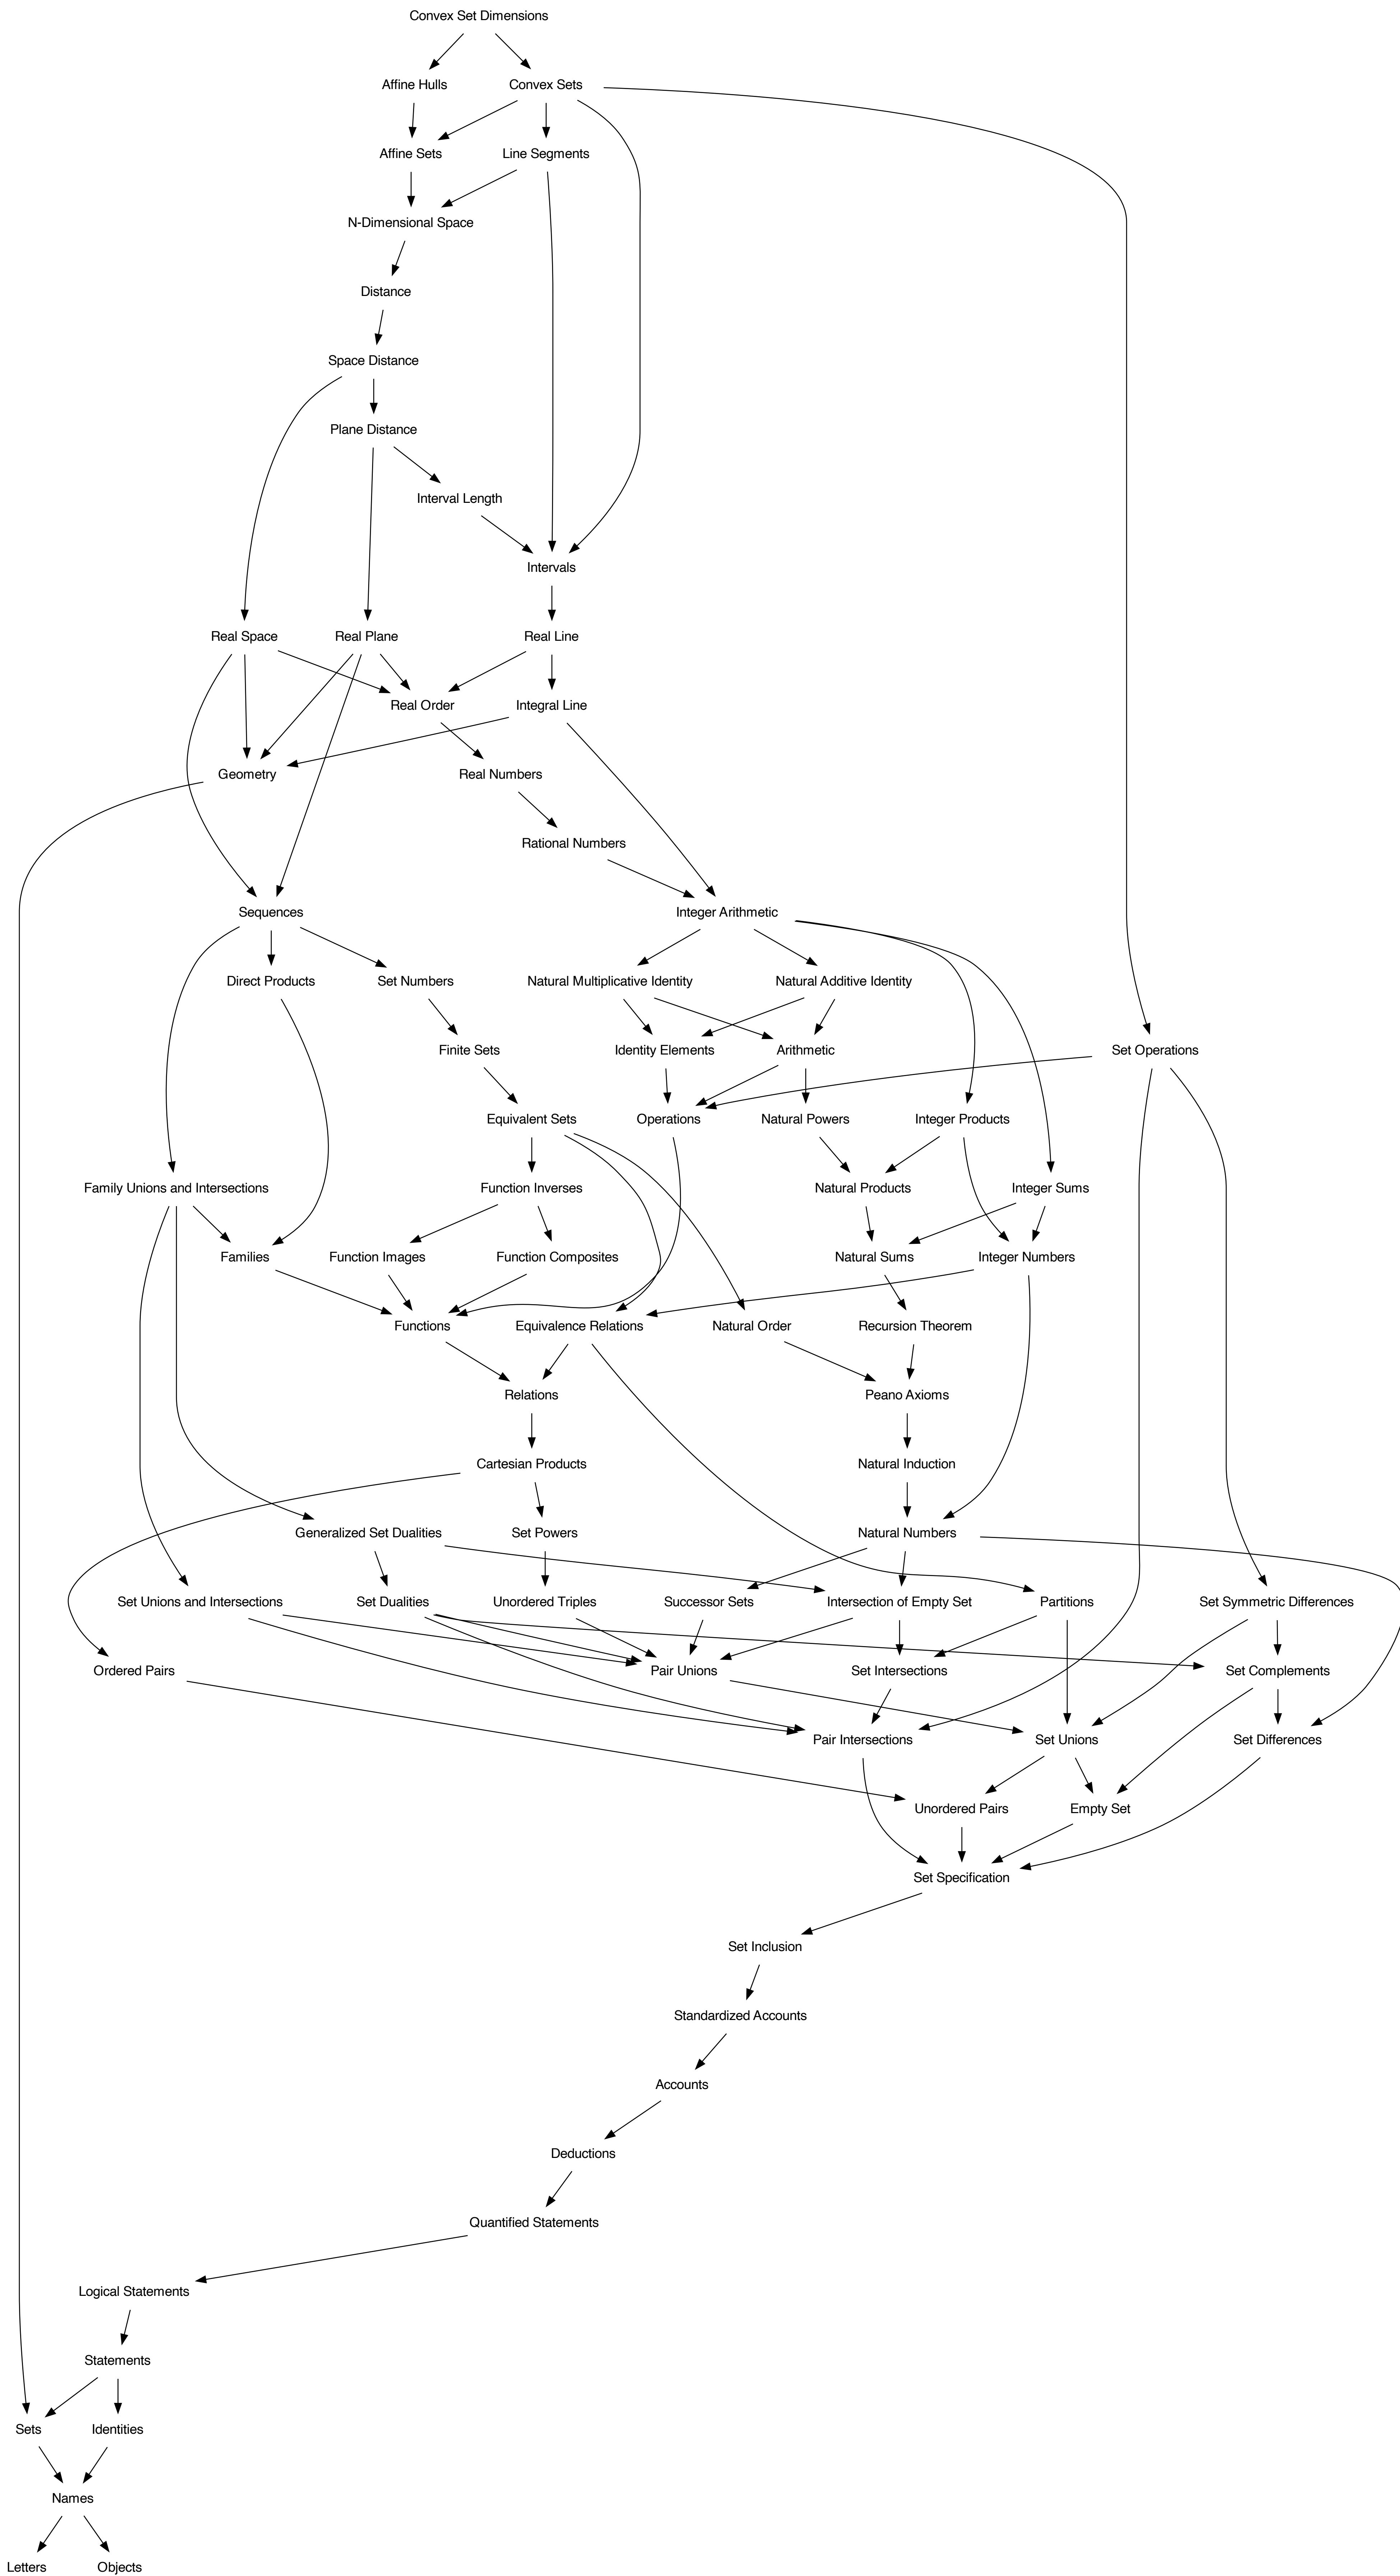 Convex Set Dimensions
Affine Hulls
Convex Sets
Affine Sets
Line Segments
N-Dimensional Space
Distance
Space Distance
Plane Distance
Interval Length
Intervals
Real Space
Real Plane
Real Line
Real Order
Integral Line
Geometry
Real Numbers
Rational Numbers
Sequences
Integer Arithmetic
Direct Products
Set Numbers
Natural Multiplicative Identity
Natural Additive Identity
Finite Sets
Identity Elements
Arithmetic
Set Operations
Equivalent Sets
Operations
Natural Powers
Integer Products
Family Unions and Intersections
Function Inverses
Natural Products
Integer Sums
Families
Function Images
Function Composites
Natural Sums
Integer Numbers
Functions
Equivalence Relations
Natural Order
Recursion Theorem
Relations
Peano Axioms
Cartesian Products
Natural Induction
Generalized Set Dualities
Set Powers
Natural Numbers
Set Unions and Intersections
Set Dualities
Unordered Triples
Successor Sets
Intersection of Empty Set
Partitions
Set Symmetric Differences
Ordered Pairs
Pair Unions
Set Intersections
Set Complements
Pair Intersections
Set Unions
Set Differences
Unordered Pairs
Empty Set
Set Specification
Set Inclusion
Standardized Accounts
Accounts
Deductions
Quantified Statements
Logical Statements
Statements
Sets
Identities
Names
Letters
Objects